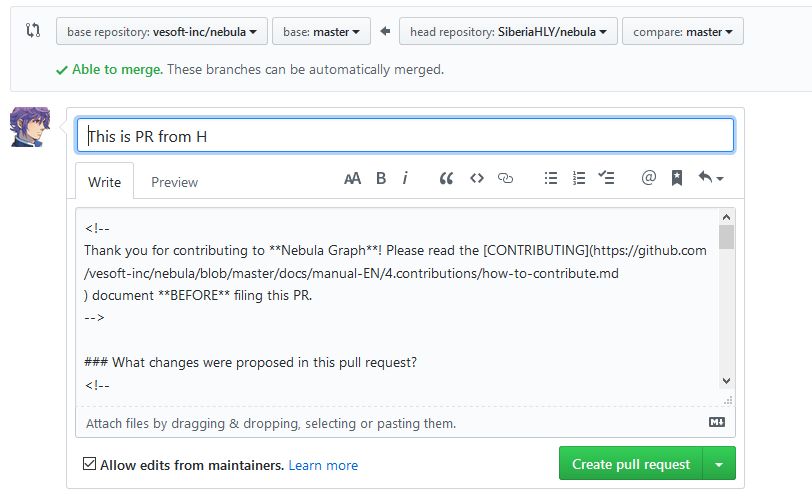 base repository: vesoft-inc/nebula base: master head repository: SiberiaHLY/nebula compare: master
Able to merge. These branches can be automatically merged.
This is PR from H
Write Preview
AA B i “ <> @
<!--
Thank you for contributing to **Nebula Graph**! Please read the [CONTRIBUTING](https://github.com
/vesoft-inc/nebula/blob/master/docs/manual-EN/4.contributions/how-to-contribute.md
) document **BEFORE** filing this PR.
-->
### What changes were proposed in this pull request?
<!--
Attach files by dragging & dropping, selecting or pasting them.
Allow edits from maintainers. Learn more
Create pull request